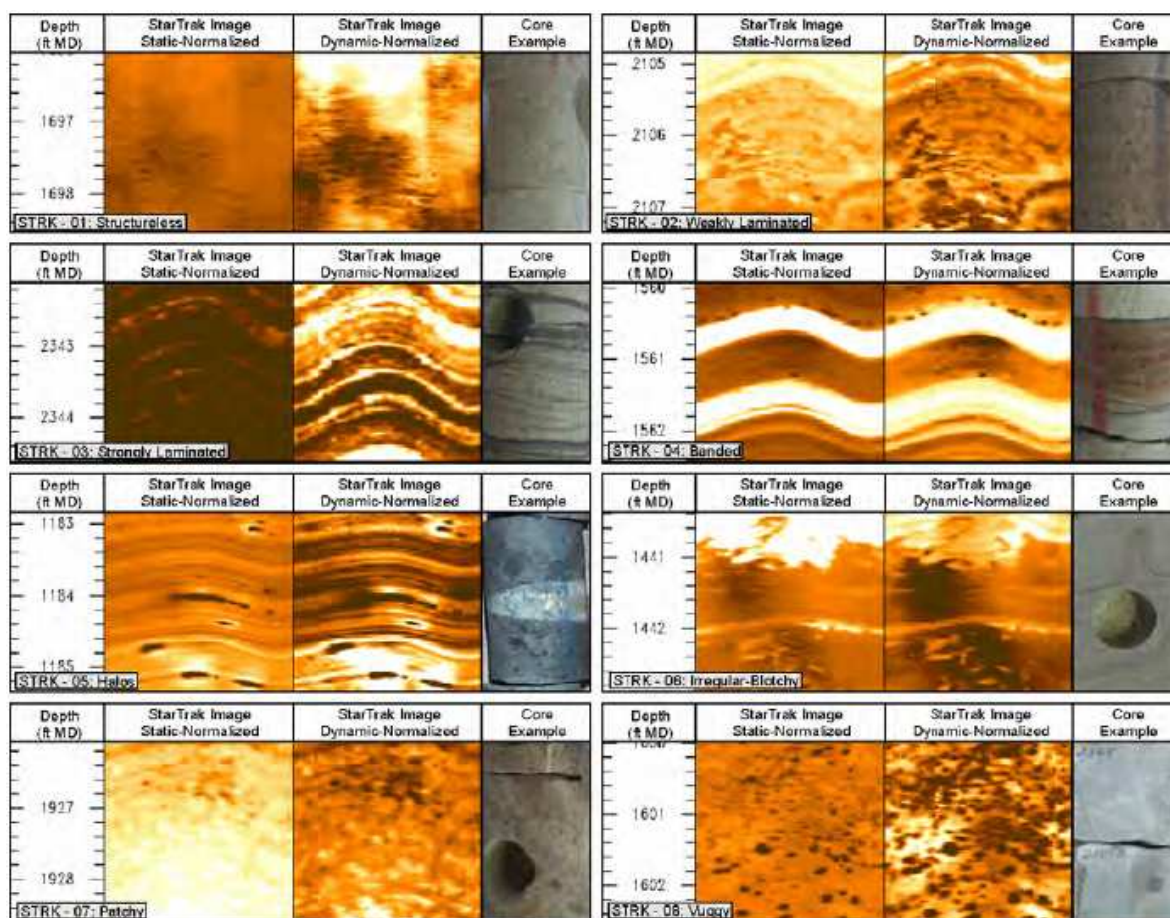 Depth (ft MD) StarTrak Image Static-Normalized StarTrak Image Dynamic-Normalized Core Example
1697
1698
STRK - 01: Structureless
Depth (ft MD) StarTrak Image Static-Normalized StarTrak Image Dynamic-Normalized Core Example
2105
2106
2107
STRK - 02: Weakly Laminated
Depth (ft MD) StarTrak Image Static-Normalized StarTrak Image Dynamic-Normalized Core Example
2343
2344
STRK - 03: Strongly Laminated
Depth (ft MD) StarTrak Image Static-Normalized StarTrak Image Dynamic-Normalized Core Example
1560
1561
1562
STRK - 04: Banded
Depth (ft MD) StarTrak Image Static-Normalized StarTrak Image Dynamic-Normalized Core Example
1183
1184
1185
STRK - 05: Halos
Depth (ft MD) StarTrak Image Static-Normalized StarTrak Image Dynamic-Normalized Core Example
1441
1442
STRK - 06: Irregular-Blotchy
Depth (ft MD) StarTrak Image Static-Normalized StarTrak Image Dynamic-Normalized Core Example
1927
1928
STRK - 07: Patchy
Depth (ft MD) StarTrak Image Static-Normalized StarTrak Image Dynamic-Normalized Core Example
1601
1602
STRK - 08: Vuggy